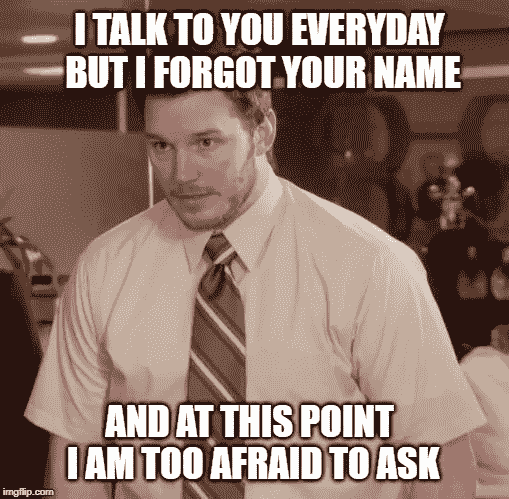 I TALK TO YOU EVERYDAY
BUT I FORGOT YOUR NAME
AND AT THIS POINT
I AM TOO AFRAID TO ASK
imgflip.com